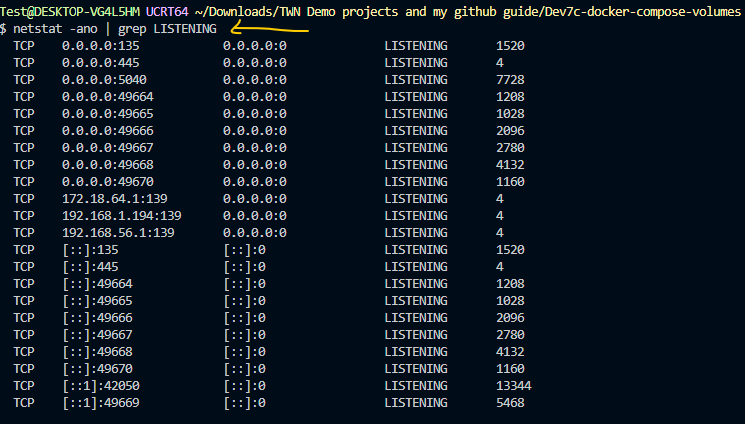 Test@DESKTOP-VG4L5HM UCRT64 ~/Downloads/TWN Demo projects and my github guide/Dev7c-docker-compose-volumes
$ netstat -ano | grep LISTENING
TCP 0.0.0.0:135 0.0.0.0:0 LISTENING 1520
TCP 0.0.0.0:445 0.0.0.0:0 LISTENING 4
TCP 0.0.0.0:5040 0.0.0.0:0 LISTENING 7728
TCP 0.0.0.0:49664 0.0.0.0:0 LISTENING 1208
TCP 0.0.0.0:49665 0.0.0.0:0 LISTENING 1028
TCP 0.0.0.0:49666 0.0.0.0:0 LISTENING 2096
TCP 0.0.0.0:49667 0.0.0.0:0 LISTENING 2780
TCP 0.0.0.0:49668 0.0.0.0:0 LISTENING 4132
TCP 0.0.0.0:49670 0.0.0.0:0 LISTENING 1160
TCP 172.18.64.1:139 0.0.0.0:0 LISTENING 4
TCP 192.168.1.194:139 0.0.0.0:0 LISTENING 4
TCP 192.168.56.1:139 0.0.0.0:0 LISTENING 4
TCP [::]:135 [::]:0 LISTENING 1520
TCP [::]:445 [::]:0 LISTENING 4
TCP [::]:49664 [::]:0 LISTENING 1208
TCP [::]:49665 [::]:0 LISTENING 1028
TCP [::]:49666 [::]:0 LISTENING 2096
TCP [::]:49667 [::]:0 LISTENING 2780
TCP [::]:49668 [::]:0 LISTENING 4132
TCP [::]:49670 [::]:0 LISTENING 1160
TCP [::1]:42050 [::]:0 LISTENING 13344
TCP [::1]:49669 [::]:0 LISTENING 5468